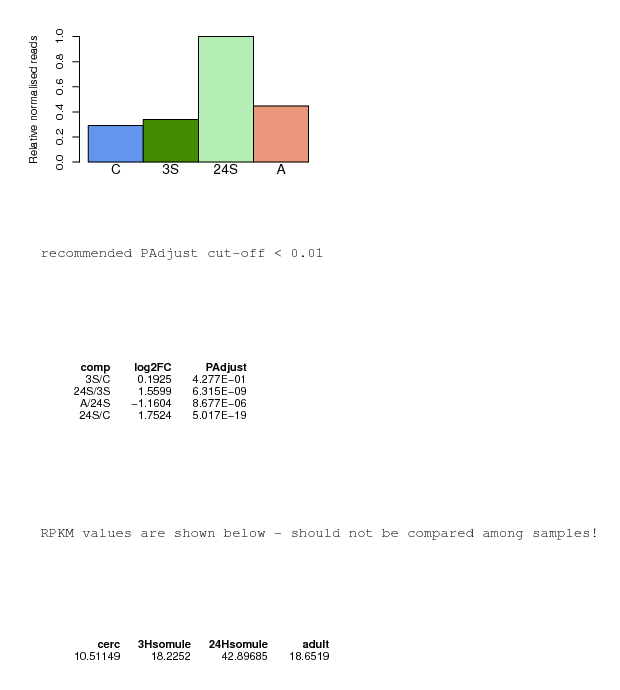 Relative normalised reads
0.0 0.2 0.4 0.6 0.8 1.0
C 3S 24S A
recommended PAdjust cut-off < 0.01
comp log2FC PAdjust
3S/C 0.1925 4.277E-01
24S/3S 1.5599 6.315E-09
A/24S -1.1604 8.677E-06
24S/C 1.7524 5.017E-19
RPKM values are shown below - should not be compared among samples!
cerc 3Hsomule 24Hsomule adult
10.51149 18.2252 42.89685 18.6519